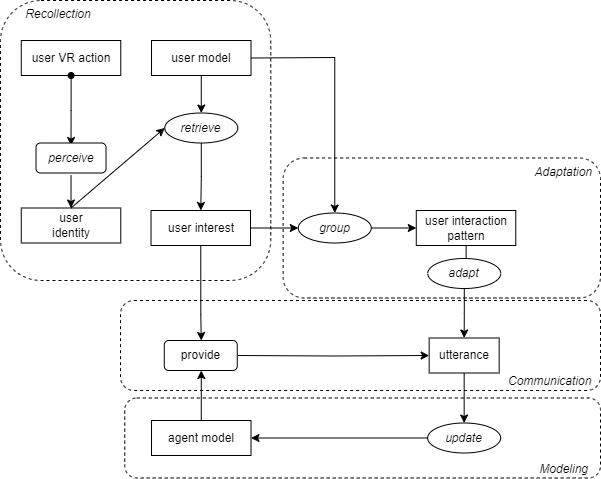 Recollection
user VR action
user model
retrieve
perceive
Adaptation
user
identity
user interest
group
user interaction
pattern
adapt
provide
utterance
Communication
agent model
update
Modeling